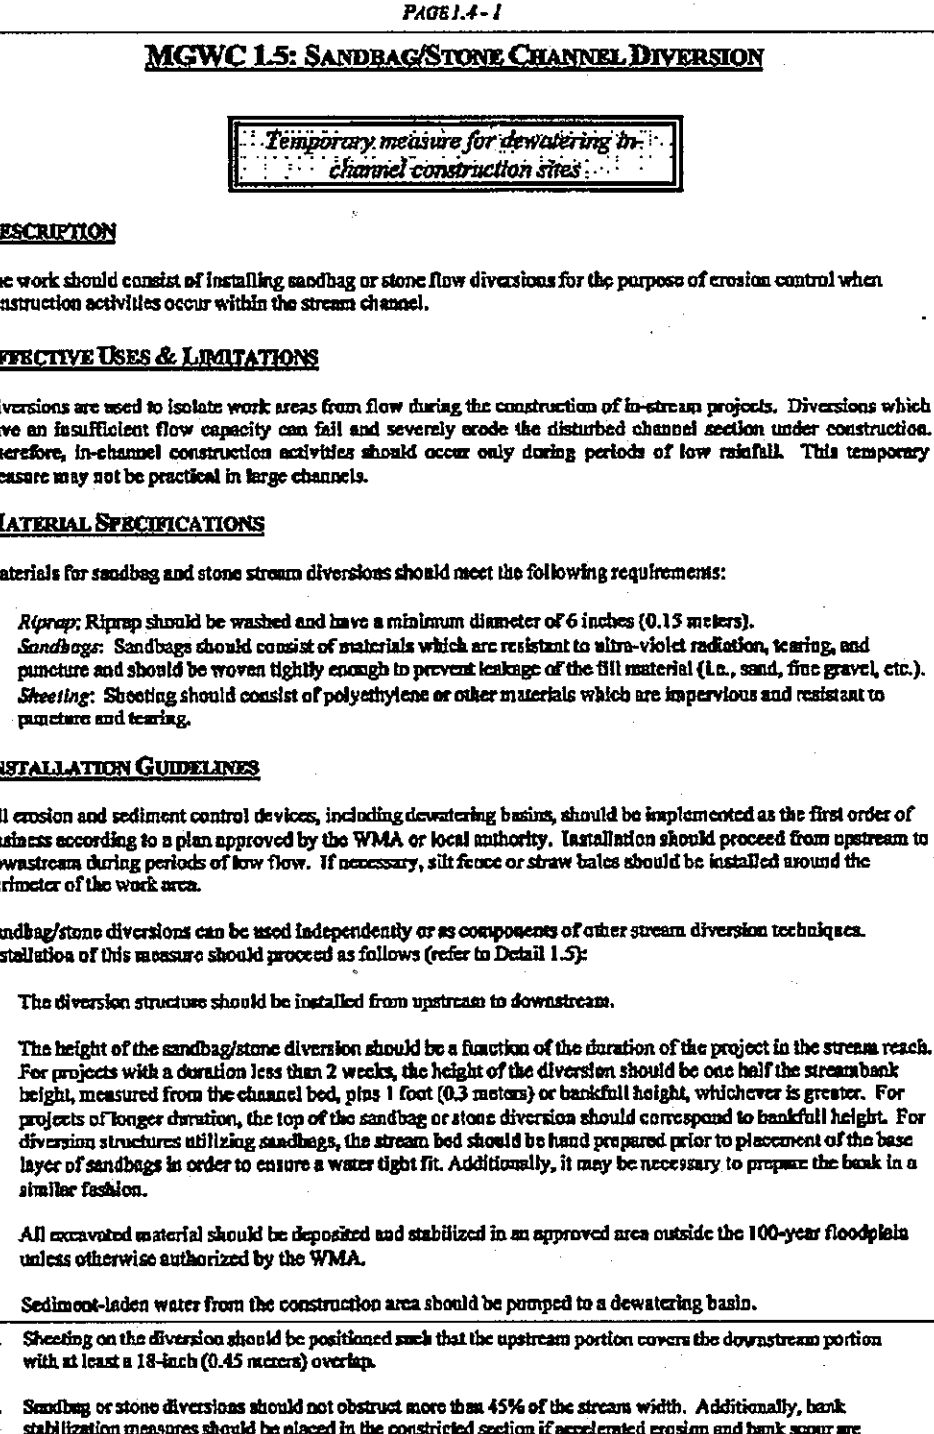 PAGE 1.4 - 1
MGWC 1.5: SANDBAG/STONE CHANNEL DIVERSION
Temporary measure for dewatering in-
channel construction sites
ESCRIPTION
e work should consist of installing sandbag or stone flow diversions for the purpose of erosion control when
nstruction activities occur within the stream channel.
FFECTIVE USES & LIMITATIONS
versions are used to isolate work areas from flow during the construction of in-stream projects. Diversions which
ve an insufficient flow capacity can fail and severely erode the disturbed channel section under construction.
erefore, in-channel construction activities should occur only during periods of low rainfall. This temporary
easure may not be practical in large channels.
MATERIAL SPECIFICATIONS
aterials for sandbag and stone stream diversions should meet the following requirements:
Riprap: Riprap should be washed and have a minimum diameter of 6 inches (0.15 meters).
Sandbags: Sandbags should consist of materials which are resistant to ultra-violet radiation, tearing, and
puncture and should be woven tightly enough to prevent leakage of the fill material (i.e., sand, fine gravel, etc.).
Sheeting: Sheeting should consist of polyethylene or other materials which are impervious and resistant to
puncture and tearing.
NSTALLATION GUIDELINES
ll erosion and sediment control devices, including dewatering basins, should be implemented as the first order of
usiness according to a plan approved by the WMA or local authority. Installation should proceed from upstream to
ownstream during periods of low flow. If necessary, silt fence or straw bales should be installed around the
rimeter of the work area.
ndbag/stone diversions can be used independently or as components of other stream diversion techniques.
stallation of this measure should proceed as follows (refer to Detail 1.5):
The diversion structure should be installed from upstream to downstream.
The height of the sandbag/stone diversion should be a function of the duration of the project in the stream reach.
For projects with a duration less than 2 weeks, the height of the diversion should be one half the streambank
height, measured from the channel bed, plus 1 foot (0.3 meters) or bankfull height, whichever is greater. For
projects of longer duration, the top of the sandbag or stone diversion should correspond to bankfull height. For
diversion structures utilizing sandbags, the stream bed should be hand prepared prior to placement of the base
layer of sandbags in order to ensure a water tight fit. Additionally, it may be necessary to prepare the bank in a
similar fashion.
All excavated material should be deposited and stabilized in an approved area outside the 100-year floodplain
unless otherwise authorized by the WMA.
Sediment-laden water from the construction area should be pumped to a dewatering basin.
Sheeting on the diversion should be positioned such that the upstream portion covers the downstream portion
with at least a 18-inch (0.45 meters) overlap.
Sandbag or stone diversions should not obstruct more than 45% of the stream width. Additionally, bank
stabilization measures should be placed in the constricted section if accelerated erosion and bank scour are